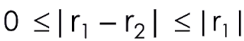 0 ≤| r₁ – r₂| ≤| r₁ |